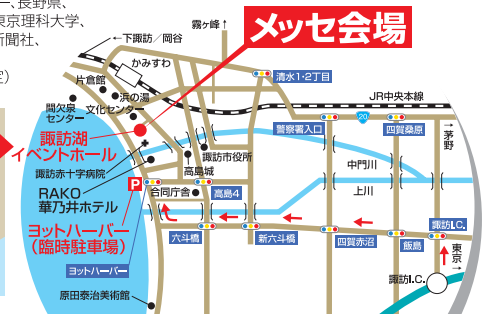 ー、長野県、
東京理科大学、
新聞社、
定)
霧ヶ峰↑
メッセ会場
←下諏訪/岡谷
かみすわ
片倉館
浜の湯
清水1・2丁目
間欠泉
センター
文化センター
JR中央本線
20
諏訪湖
イベントホール
警察署入口
四賀桑原
茅野
↓
諏訪市役所
中門川
諏訪赤十字病院
高島城
上川
RAKO
華乃井ホテル
P
合同庁舎
高島4
ヨットハーバー
(臨時駐車場)
六斗橋
新六斗橋
四賀赤沼
飯島
諏訪I.C.
東京
↓
ヨットハーバー
諏訪I.C.
原田泰治美術館